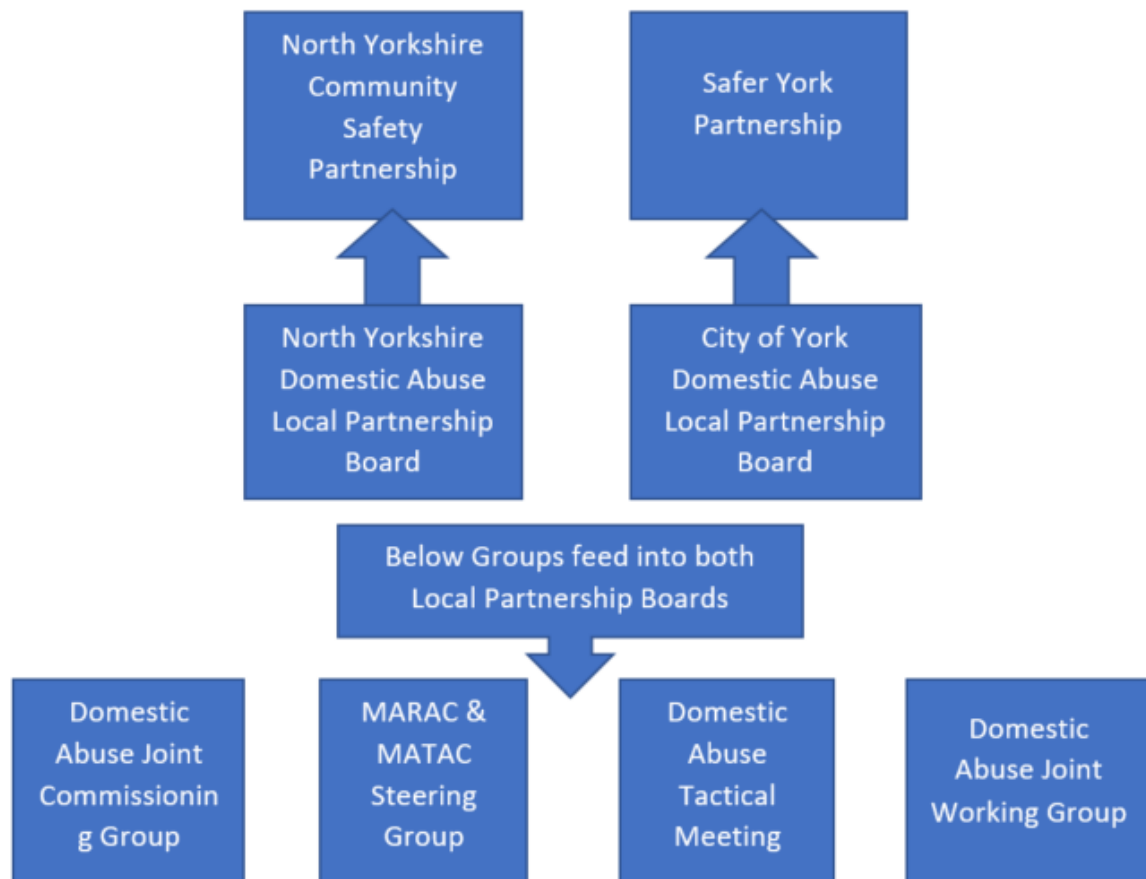 North Yorkshire
Community
Safety
Partnership
Safer York
Partnership
North Yorkshire
Domestic Abuse
Local Partnership
Board
City of York
Domestic Abuse
Local Partnership
Board
Below Groups feed into both
Local Partnership Boards
Domestic
Abuse Joint
Commissionin
g Group
MARAC &
MATAC
Steering
Group
Domestic
Abuse
Tactical
Meeting
Domestic
Abuse Joint
Working Group